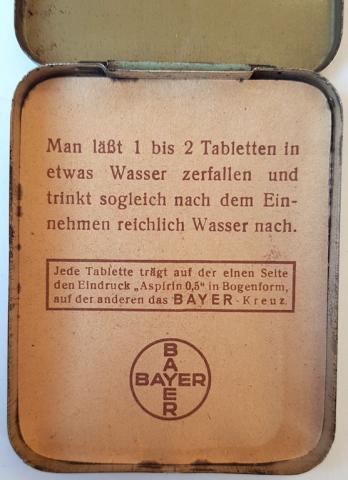 Man läßt 1 bis 2 Tabletten in
etwas Wasser zerfallen und
trinkt sogleich nach dem Ein-
nehmen reichlich Wasser nach.
Jede Tablette trägt auf der einen Seite
den Eindruck „Aspirin 0,5“ in Bogenform,
auf der anderen das BAYER-Kreuz.
BAYER
BAYER